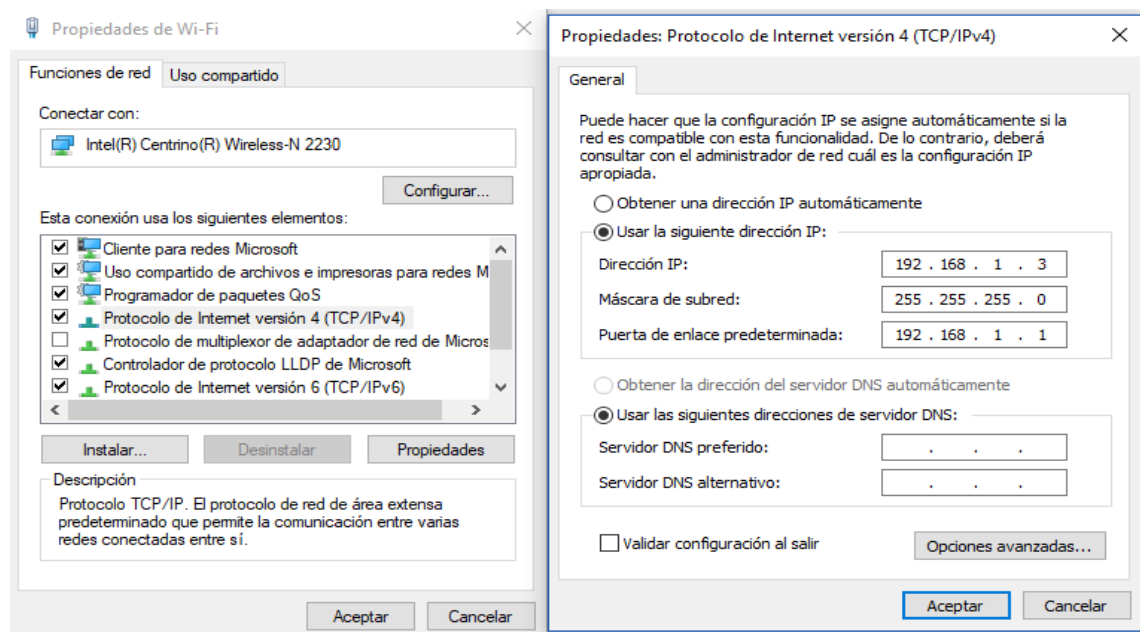 Propiedades de Wi-Fi
Funciones de red
Uso compartido
Conectar con:
Intel(R) Centrino(R) Wireless-N 2230
Configurar...
Esta conexión usa los siguientes elementos:
Cliente para redes Microsoft
Uso compartido de archivos e impresoras para redes M
Programador de paquetes QoS
Protocolo de Internet versión 4 (TCP/IPv4)
Protocolo de multiplexor de adaptador de red de Micros
Controlador de protocolo LLDP de Microsoft
Protocolo de Internet versión 6 (TCP/IPv6)
Instalar...
Desinstalar
Propiedades
Descripción
Protocolo TCP/IP. El protocolo de red de área extensa
predeterminado que permite la comunicación entre varias
redes conectadas entre sí.
Aceptar
Cancelar
Propiedades: Protocolo de Internet versión 4 (TCP/IPv4)
General
Puede hacer que la configuración IP se asigne automáticamente si la
red es compatible con esta funcionalidad. De lo contrario, deberá
consultar con el administrador de red cuál es la configuración IP
apropiada.
Obtener una dirección IP automáticamente
Usar la siguiente dirección IP:
Dirección IP: 192 . 168 . 1 . 3
Máscara de subred: 255 . 255 . 255 . 0
Puerta de enlace predeterminada: 192 . 168 . 1 . 1
Obtener la dirección del servidor DNS automáticamente
Usar las siguientes direcciones de servidor DNS:
Servidor DNS preferido: . . .
Servidor DNS alternativo: . . .
Validar configuración al salir
Opciones avanzadas...
Aceptar
Cancelar